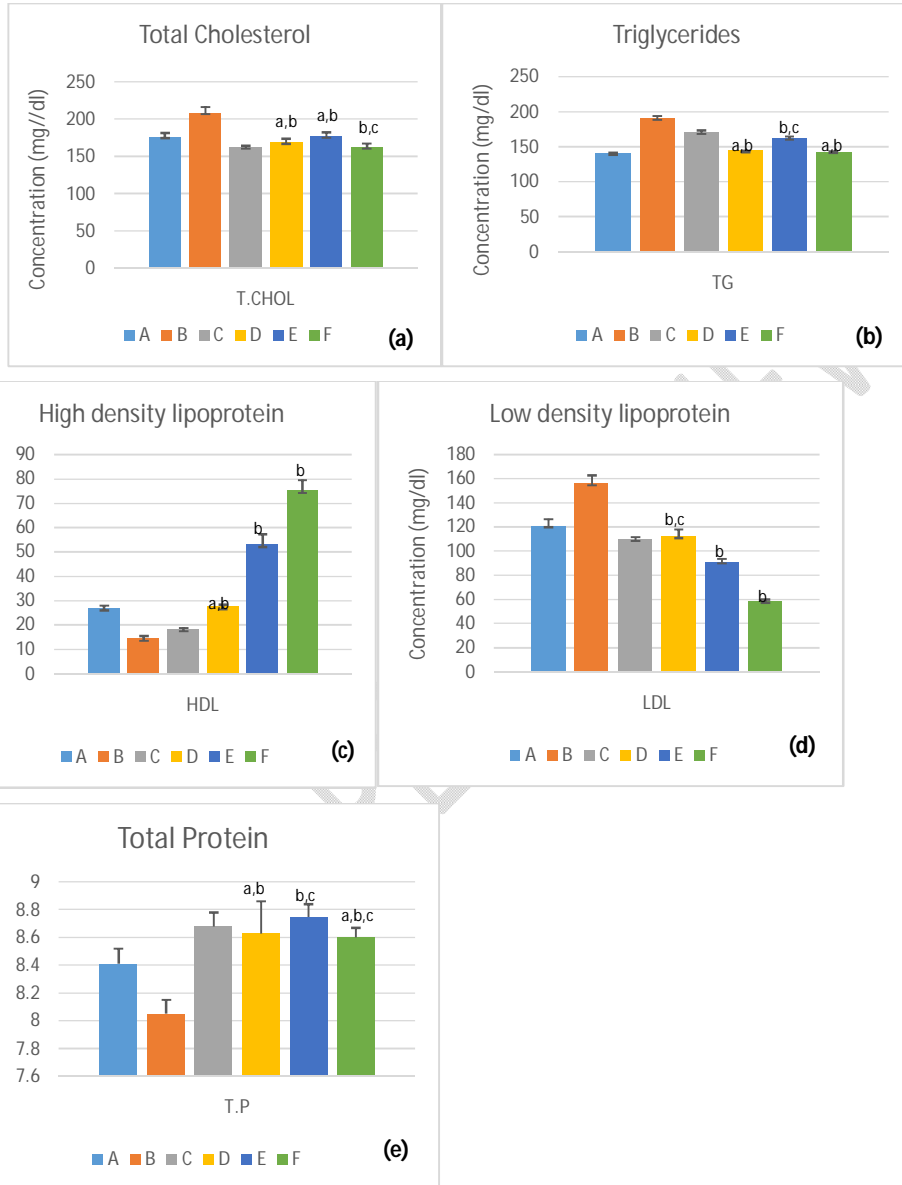 Total Cholesterol
Concentration (mg//dl)
250
200
150
100
50
0
a,b
a,b
b,c
T.CHOL
A B C D E F
(a)
Triglycerides
Concentration (mg/dl)
250
200
150
100
50
0
a,b
b,c
a,b
TG
A B C D E F
(b)
High density lipoprotein
90
80
70
60
50
40
30
20
10
0
a,b
b
b
HDL
A B C D E F
(c)
Low density lipoprotein
Concentration (mg/dl)
180
160
140
120
100
80
60
40
20
0
b,c
b
b
LDL
A B C D E F
(d)
Total Protein
9
8.8
8.6
8.4
8.2
8
7.8
7.6
a,b
b,c
a,b,c
T.P
A B C D E F
(e)